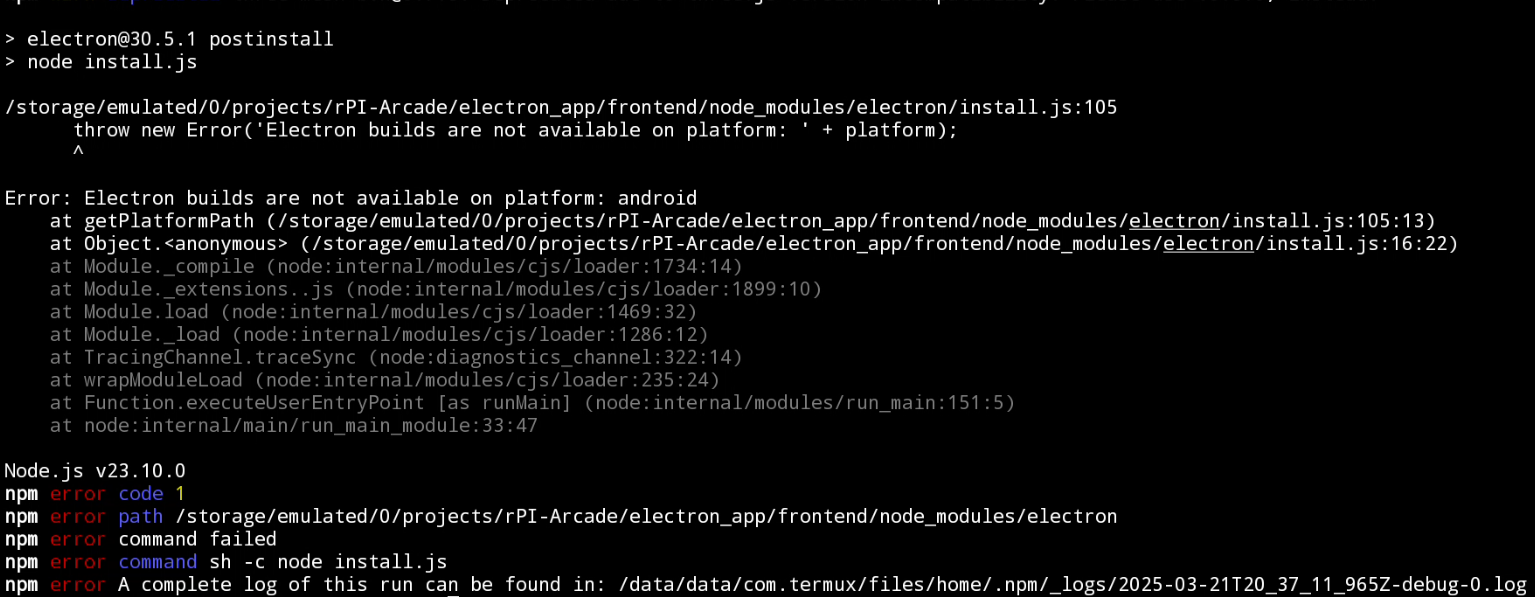 > electron@30.5.1 postinstall
> node install.js
/storage/emulated/0/projects/rPI-Arcade/electron_app/frontend/node_modules/electron/install.js:105
      throw new Error('Electron builds are not available on platform: ' + platform);
      ^
Error: Electron builds are not available on platform: android
    at getPlatformPath (/storage/emulated/0/projects/rPI-Arcade/electron_app/frontend/node_modules/electron/install.js:105:13)
    at Object.<anonymous> (/storage/emulated/0/projects/rPI-Arcade/electron_app/frontend/node_modules/electron/install.js:16:22)
    at Module._compile (node:internal/modules/cjs/loader:1734:14)
    at Module._extensions..js (node:internal/modules/cjs/loader:1899:10)
    at Module.load (node:internal/modules/cjs/loader:1469:32)
    at Module._load (node:internal/modules/cjs/loader:1286:12)
    at TracingChannel.traceSync (node:diagnostics_channel:322:14)
    at wrapModuleLoad (node:internal/modules/cjs/loader:235:24)
    at Function.executeUserEntryPoint [as runMain] (node:internal/modules/run_main:151:5)
    at node:internal/main/run_main_module:33:47
Node.js v23.10.0
npm error code 1
npm error path /storage/emulated/0/projects/rPI-Arcade/electron_app/frontend/node_modules/electron
npm error command failed
npm error command sh -c node install.js
npm error A complete log of this run can be found in: /data/data/com.termux/files/home/.npm/_logs/2025-03-21T20_37_11_965Z-debug-0.log